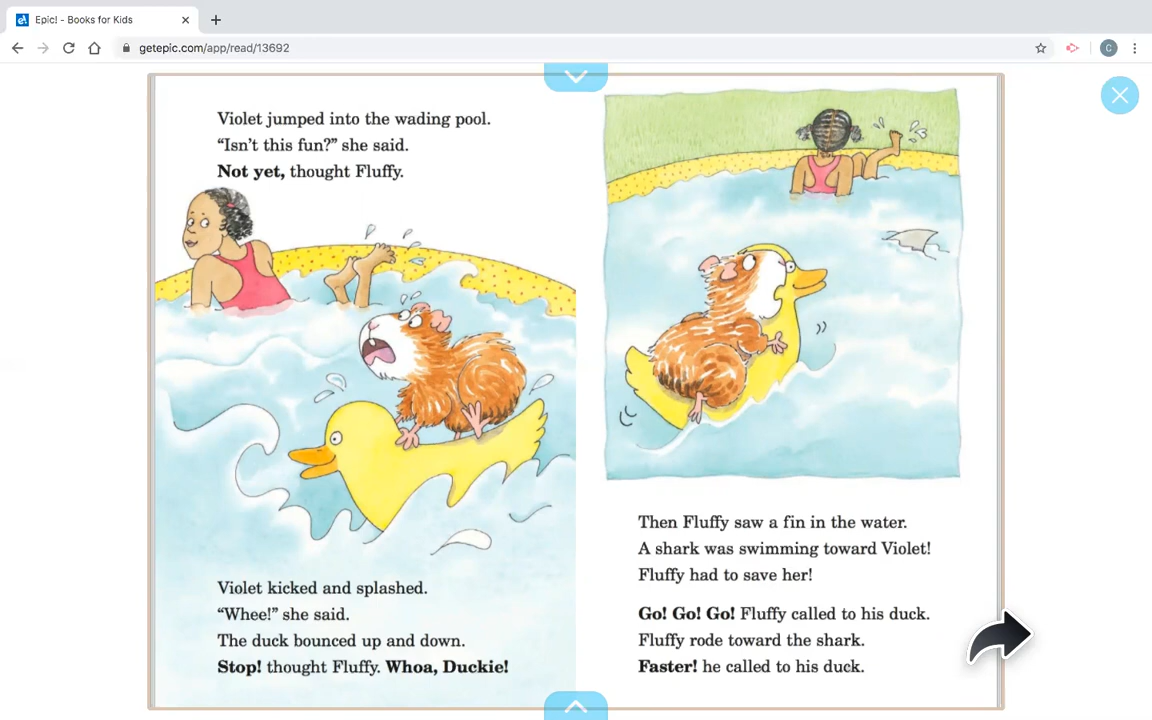 Epic! - Books for Kids
getepic.com/app/read/13692
C
Violet jumped into the wading pool.
“Isn’t this fun?” she said.
Not yet, thought Fluffy.
Violet kicked and splashed.
“Whee!” she said.
The duck bounced up and down.
Stop! thought Fluffy. Whoa, Duckie!
Then Fluffy saw a fin in the water.
A shark was swimming toward Violet!
Fluffy had to save her!
Go! Go! Go! Fluffy called to his duck.
Fluffy rode toward the shark.
Faster! he called to his duck.